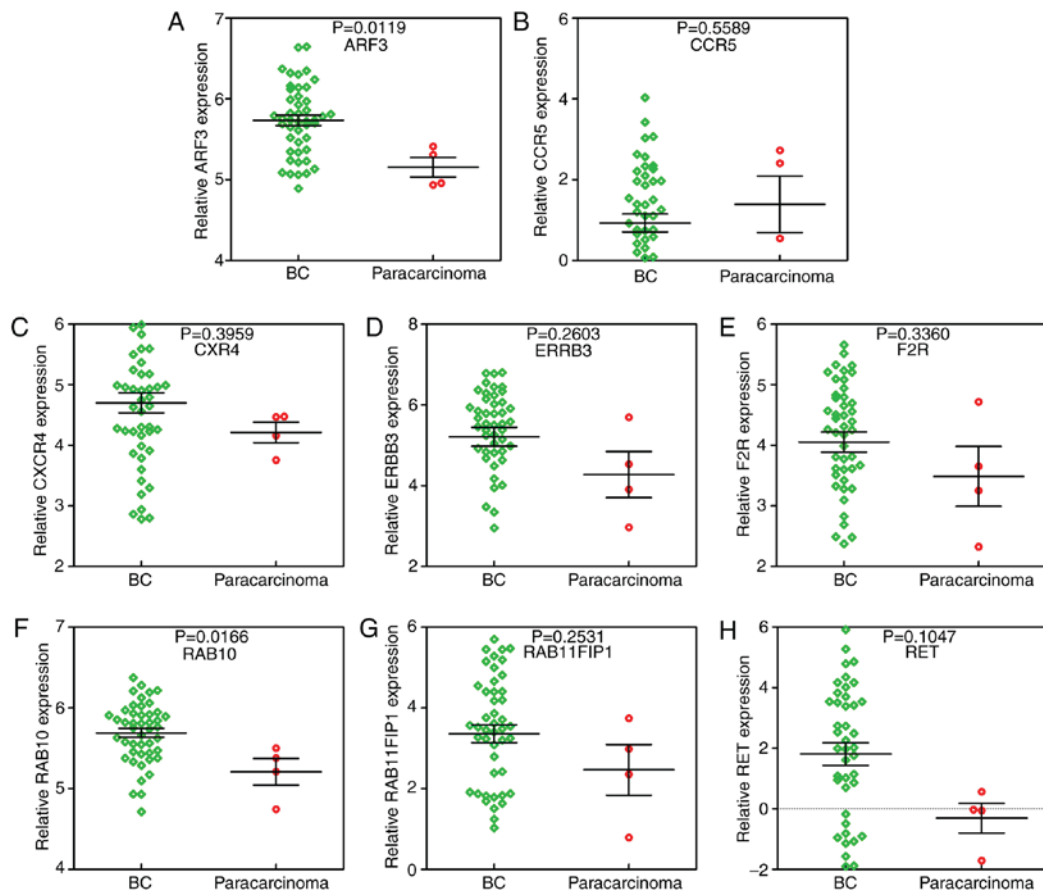 A
P=0.0119
ARF3
Relative ARF3 expression
7
6
5
4
BC
Paracarcinoma
B
P=0.5589
CCR5
Relative CCR5 expression
6
4
2
0
BC
Paracarcinoma
C
P=0.3959
CXR4
Relative CXCR4 expression
6
5
4
3
2
BC
Paracarcinoma
D
P=0.2603
ERRB3
Relative ERBB3 expression
8
6
4
2
BC
Paracarcinoma
E
P=0.3360
F2R
Relative F2R expression
6
5
4
3
2
BC
Paracarcinoma
F
P=0.0166
RAB10
Relative RAB10 expression
7
6
5
4
BC
Paracarcinoma
G
P=0.2531
RAB11FIP1
Relative RAB11FIP1 expression
6
4
2
0
BC
Paracarcinoma
H
P=0.1047
RET
Relative RET expression
6
4
2
0
−2
BC
Paracarcinoma